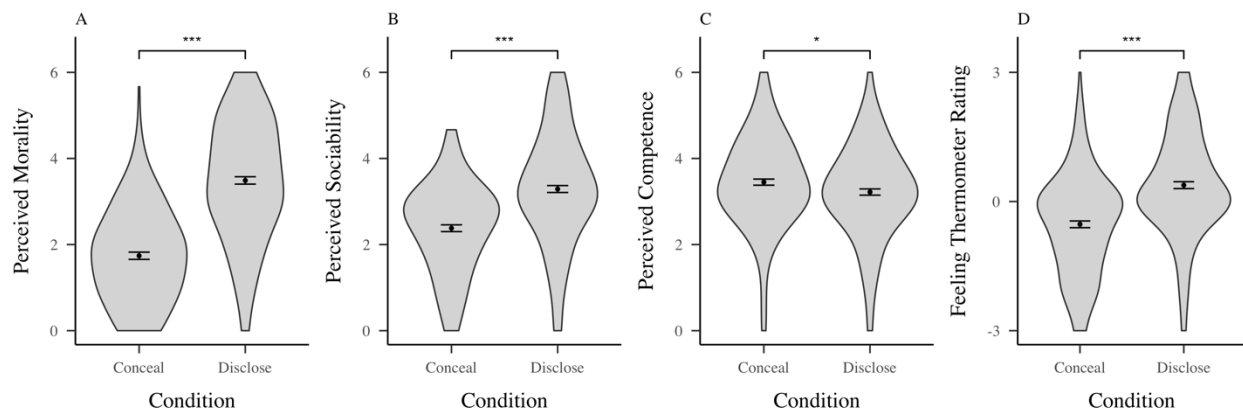 A
***
Perceived Morality
6
4
2
0
Conceal Disclose
Condition
B
***
Perceived Sociability
6
4
2
0
Conceal Disclose
Condition
C
*
Perceived Competence
6
4
2
0
Conceal Disclose
Condition
D
***
Feeling Thermometer Rating
3
0
-3
Conceal Disclose
Condition